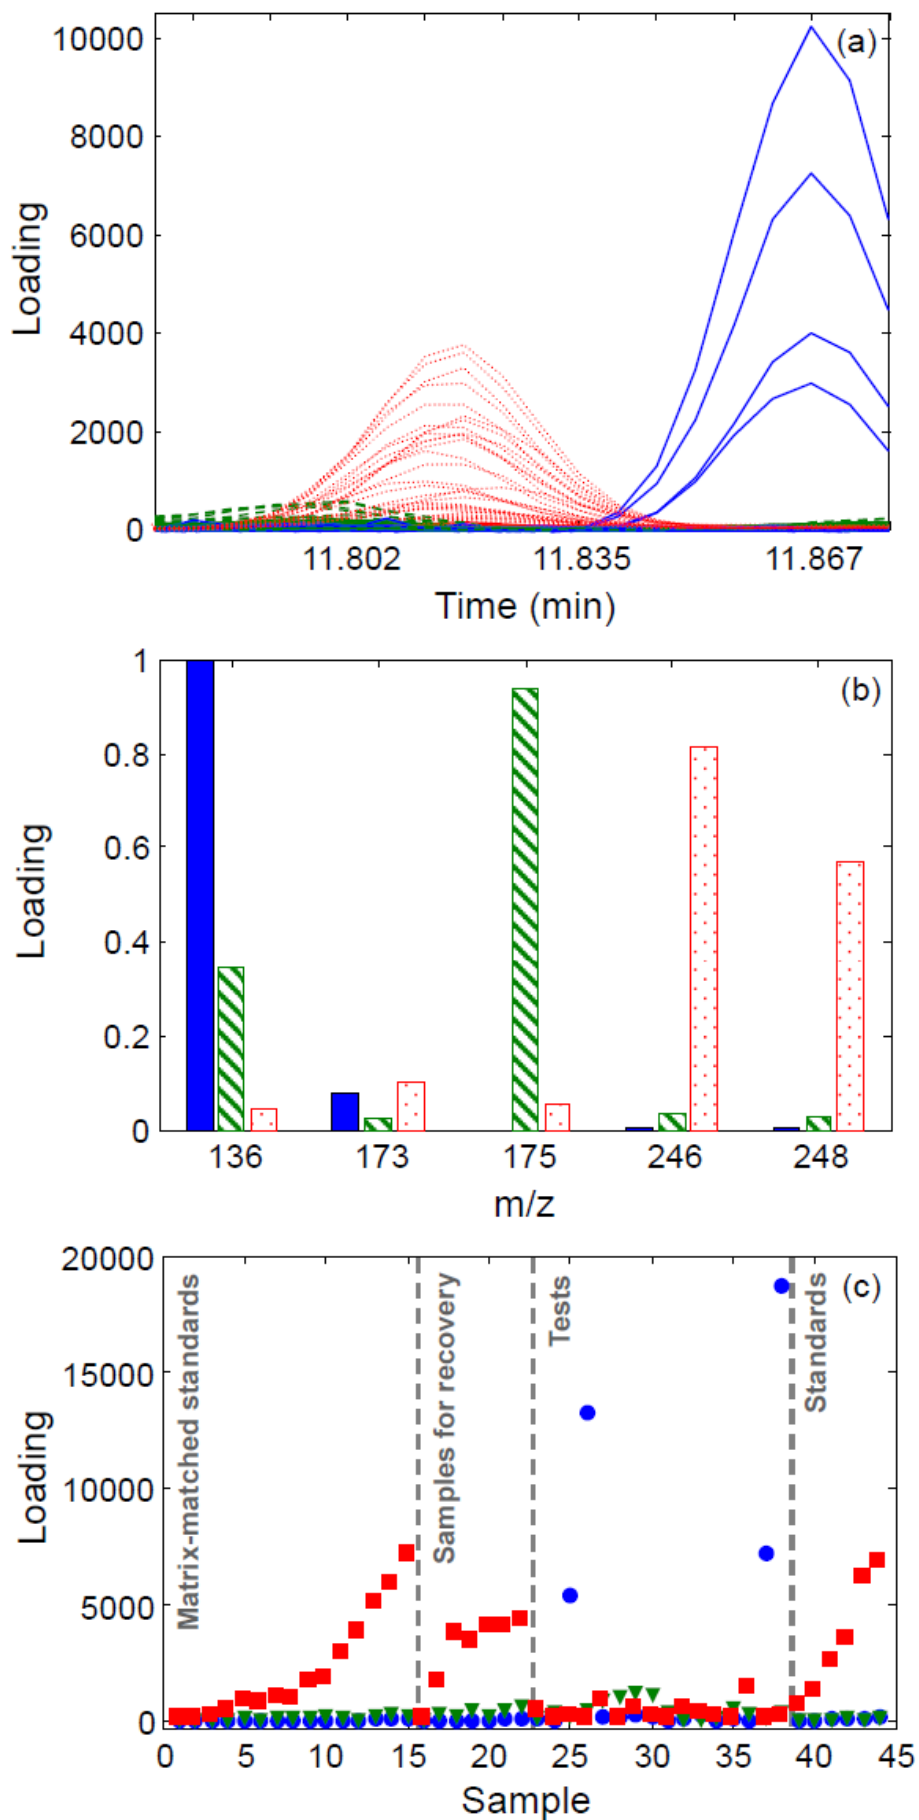 (a)
10000
8000
6000
4000
2000
0
Loading
11.802 11.835 11.867
Time (min)
(b)
1
0.8
0.6
0.4
0.2
0
Loading
136 173 175 246 248
m/z
(c)
20000
15000
10000
5000
0
Loading
Matrix-matched standards
Samples for recovery
Tests
Standards
0 5 10 15 20 25 30 35 40 45
Sample